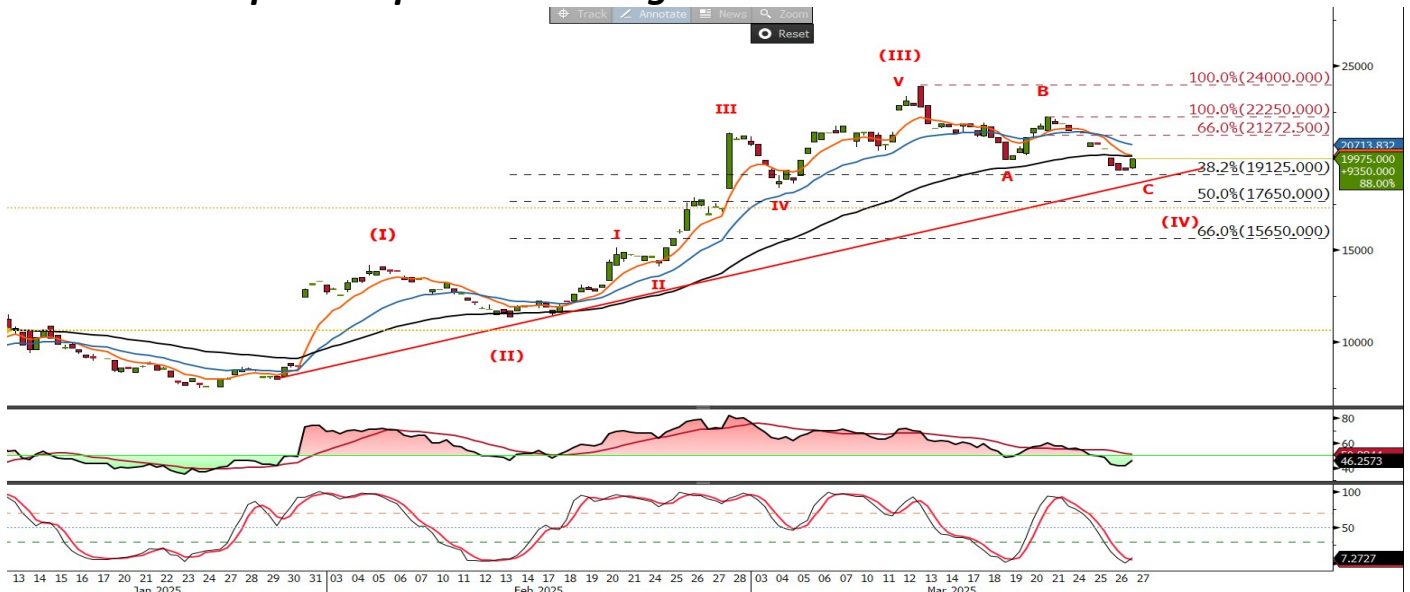 Track Annotate News Zoom
Reset
25000
15000
10000
100.0%(24000.000)
100.0%(22250.000)
66.0%(21272.500)
20713.832
19975.000
+9350.000
88.00%
38.2%(19125.000)
50.0%(17650.000)
66.0%(15650.000)
(I)
(II)
I
II
III
IV
V
(III)
A
B
C
(IV)
80
60
40
46.2573
100
50
7.2727
13 14 15 16 17 20 21 22 23 24 27 28 29 30 31 03 04 05 06 07 10 11 12 13 14 17 18 19 20 21 24 25 26 27 28 03 04 05 06 07 10 11 12 13 14 17 18 19 20 21 24 25 26 27
Jan 2025 Feb 2025 Mar 2025